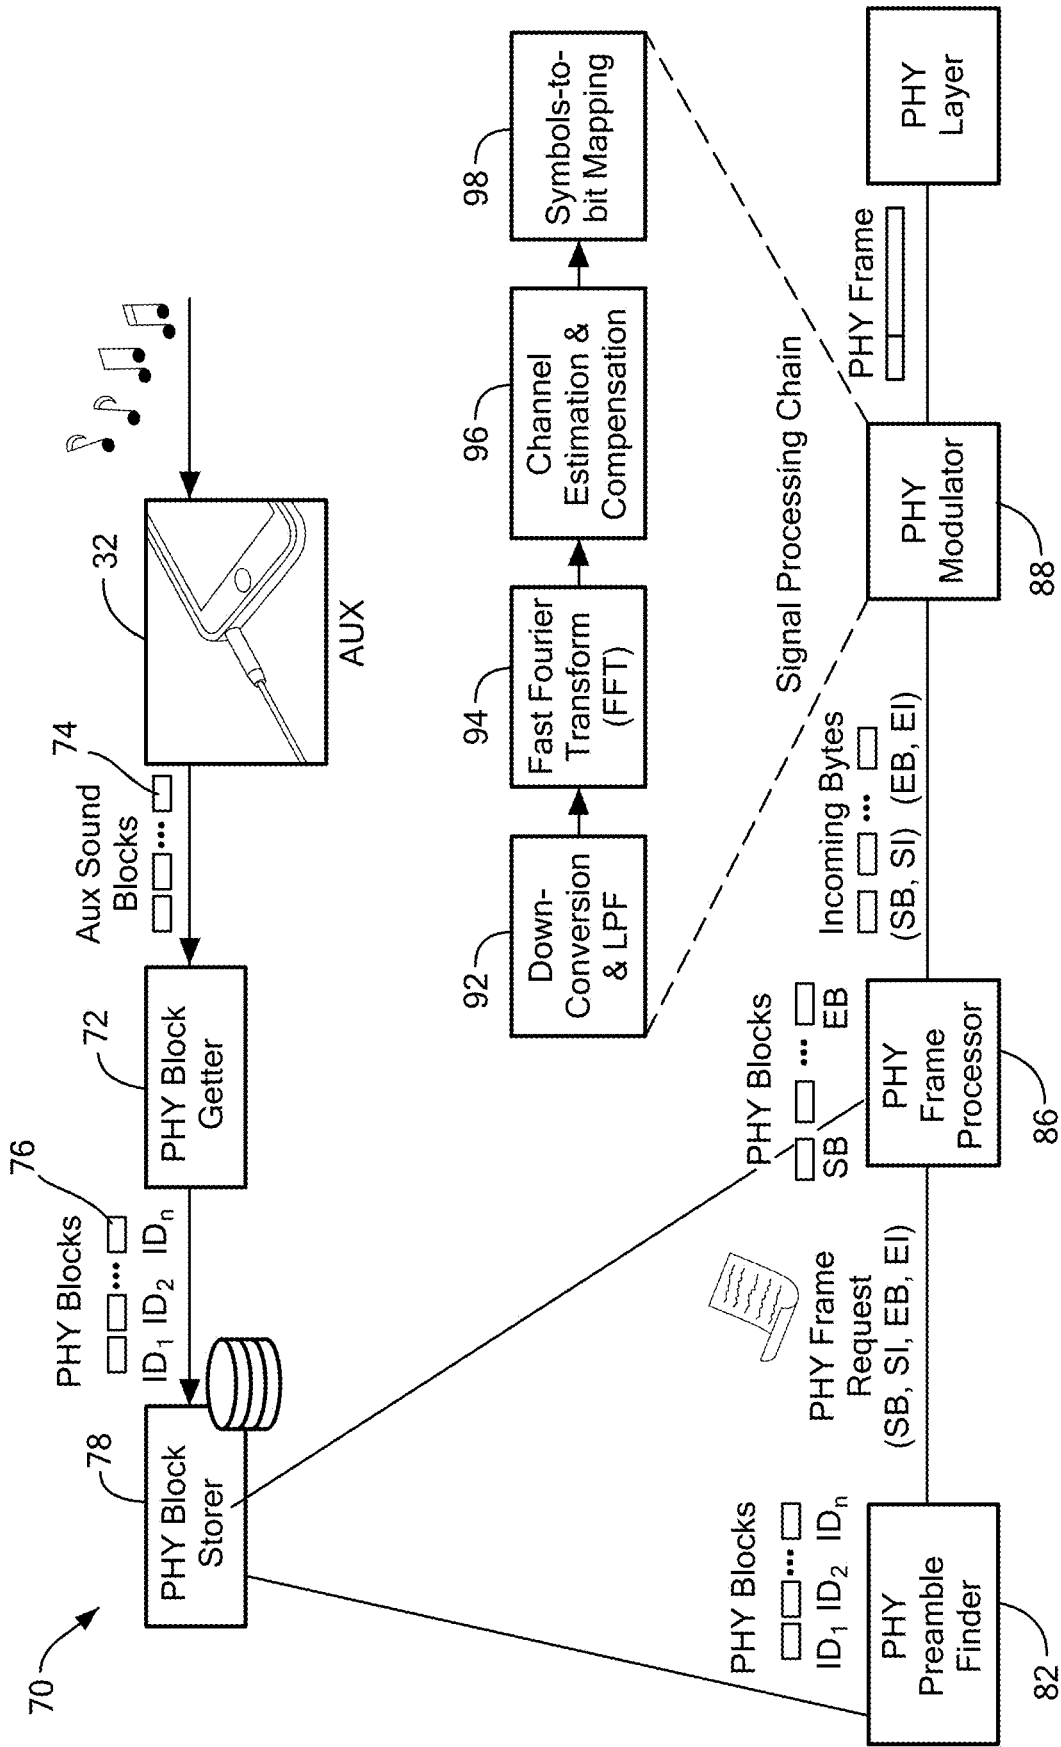 70
78
PHY Block
Storer
PHY Blocks
76
ID1 ID2 IDn
72
PHY Block
Getter
Aux Sound
Blocks
74
32
AUX
92
Down-
Conversion
& LPF
94
Fast Fourier
Transform
(FFT)
96
Channel
Estimation &
Compensation
98
Symbols-to-
bit Mapping
Signal Processing Chain
PHY Blocks
ID1 ID2 IDn
PHY
Preamble
Finder
82
PHY Frame
Request
(SB, SI, EB, EI)
PHY Blocks
SB EB
PHY
Frame
Processor
86
Incoming Bytes
(SB, SI) (EB, EI)
PHY
Modulator
88
PHY Frame
PHY
Layer